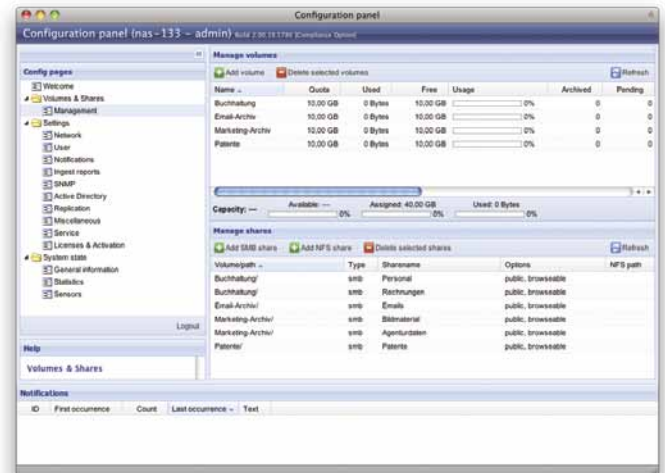 Configuration panel
Configuration panel (nas-133 - admin) Build 2.00.19.1786 [Compliance Option]
Config pages
Welcome
Volumes & Shares
Management
Settings
Network
User
Notifications
Ingest reports
SNMP
Active Directory
Replication
Miscellaneous
Service
Licenses & Activation
System state
General information
Statistics
Sensors
Logout
Help
Volumes & Shares
Manage volumes
Add volume Delete selected volumes Refresh
Name Quota Used Free Usage Archived Pending
Buchhaltung 10,00 GB 0 Bytes 10,00 GB 0% 0 0
Email-Archiv 10,00 GB 0 Bytes 10,00 GB 0% 0 0
Marketing-Archiv 10,00 GB 0 Bytes 10,00 GB 0% 0 0
Patente 10,00 GB 0 Bytes 10,00 GB 0% 0 0
Capacity: --- Available: --- 0% Assigned: 40,00 GB 0% Used: 0 Bytes 0%
Manage shares
Add SMB share Add NFS share Delete selected shares Refresh
Volume/path Type Sharename Options NFS path
Buchhaltung/ smb Personal public, browseable
Buchhaltung/ smb Rechnungen public, browseable
Email-Archiv/ smb Emails public, browseable
Marketing-Archiv/ smb Bildmaterial public, browseable
Marketing-Archiv/ smb Agenturdaten public, browseable
Patente/ smb Patente public, browseable
Notifications
ID First occurrence Count Last occurrence Text